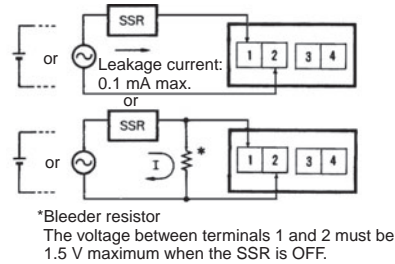 SSR
or
Leakage current:
0.1 mA max.
1 2 3 4
or
SSR
or
I
*
1 2 3 4
*Bleeder resistor
The voltage between terminals 1 and 2 must be
1.5 V maximum when the SSR is OFF.